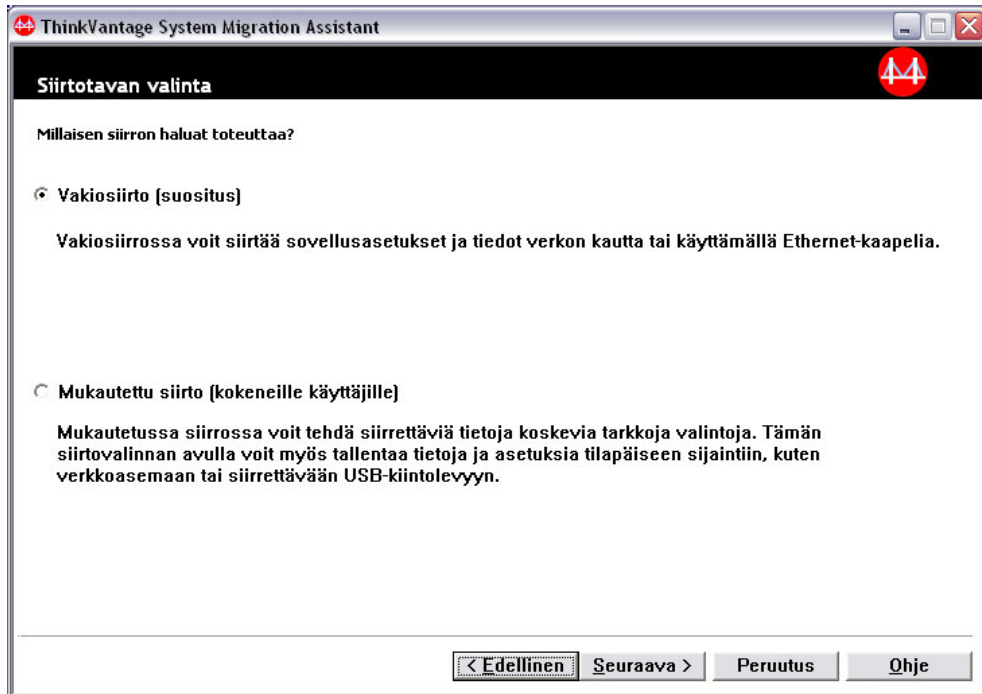 ThinkVantage System Migration Assistant
Siirtotavan valinta
Millaisen siirron haluat toteuttaa?
Vakiosiirto (suositus)
Vakiosiirrossa voit siirtää sovellusasetukset ja tiedot verkon kautta tai käyttämällä Ethernet-kaapelia.
Mukautettu siirto (kokeneille käyttäjille)
Mukautetussa siirrossa voit tehdä siirrettäviä tietoja koskevia tarkkoja valintoja. Tämän
siirtovalinnan avulla voit myös tallentaa tietoja ja asetuksia tilapäiseen sijaintiin, kuten
verkkoasemaan tai siirrettävään USB-kiintolevyyn.
< Edellinen Seuraava > Peruutus Ohje